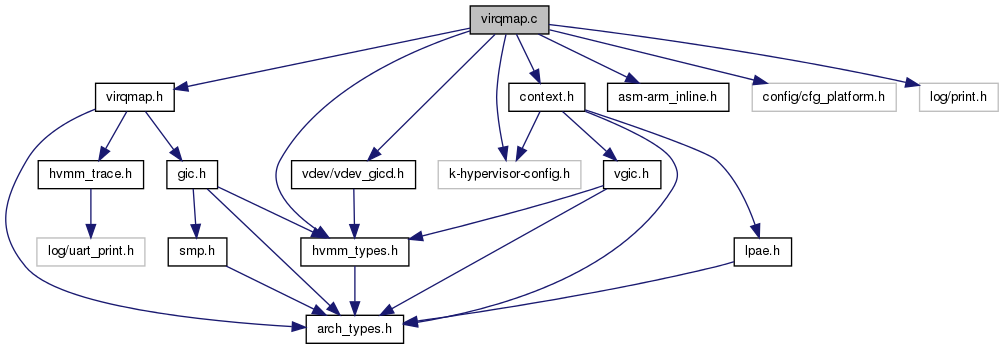 virqmap.c
virqmap.h
context.h
asm-arm_inline.h
config/cfg_platform.h
log/print.h
hvmm_trace.h
gic.h
vdev/vdev_gicd.h
k-hypervisor-config.h
vgic.h
log/uart_print.h
smp.h
hvmm_types.h
lpae.h
arch_types.h